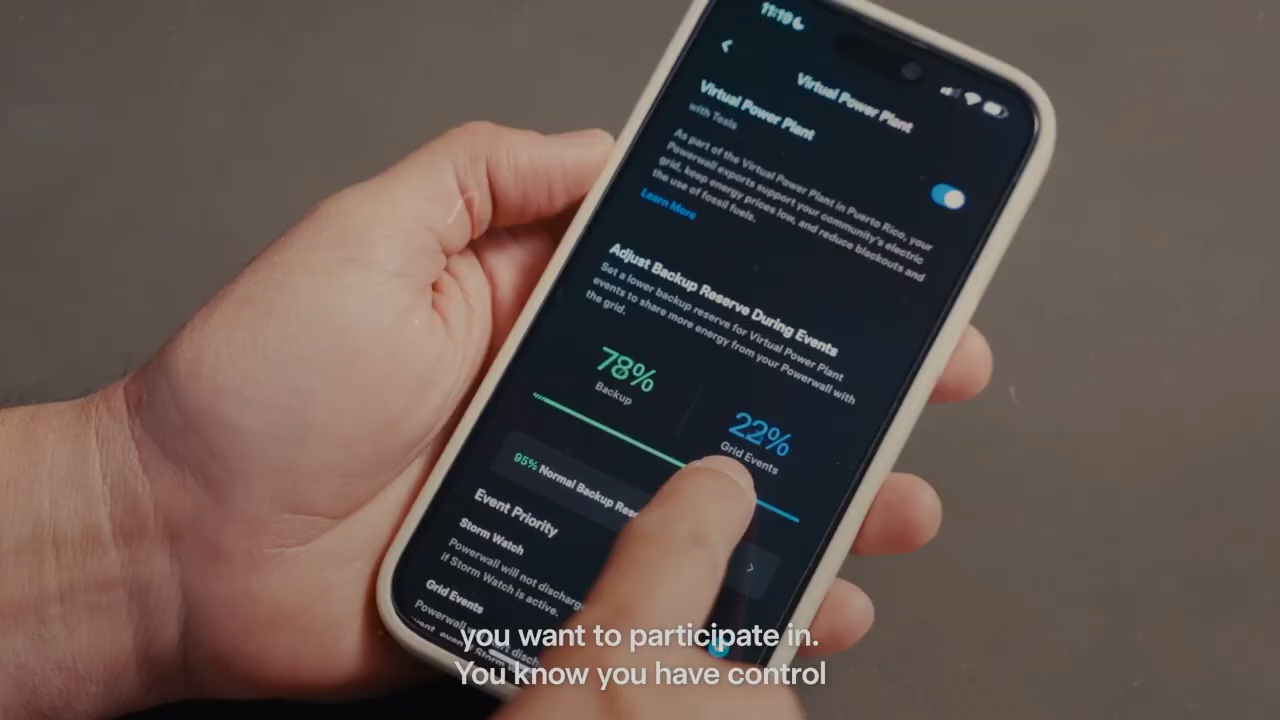 11:19
Virtual Power Plant
Virtual Power Plant
with Tesla
As part of the Virtual Power Plant in Puerto Rico, your
Powerwall exports support your community's electric
grid, keep energy prices low, and reduce blackouts and
the use of fossil fuels.
Learn More
Adjust Backup Reserve During Events
Set a lower backup reserve for Virtual Power Plant
events to share more energy from your Powerwall with
the grid.
78%
Backup
22%
Grid Events
95% Normal Backup
Event Priority
Storm Watch
Powerwall will not discharge
if Storm Watch is active.
Grid Events
Powerwall
you want to participate in.
You know you have control